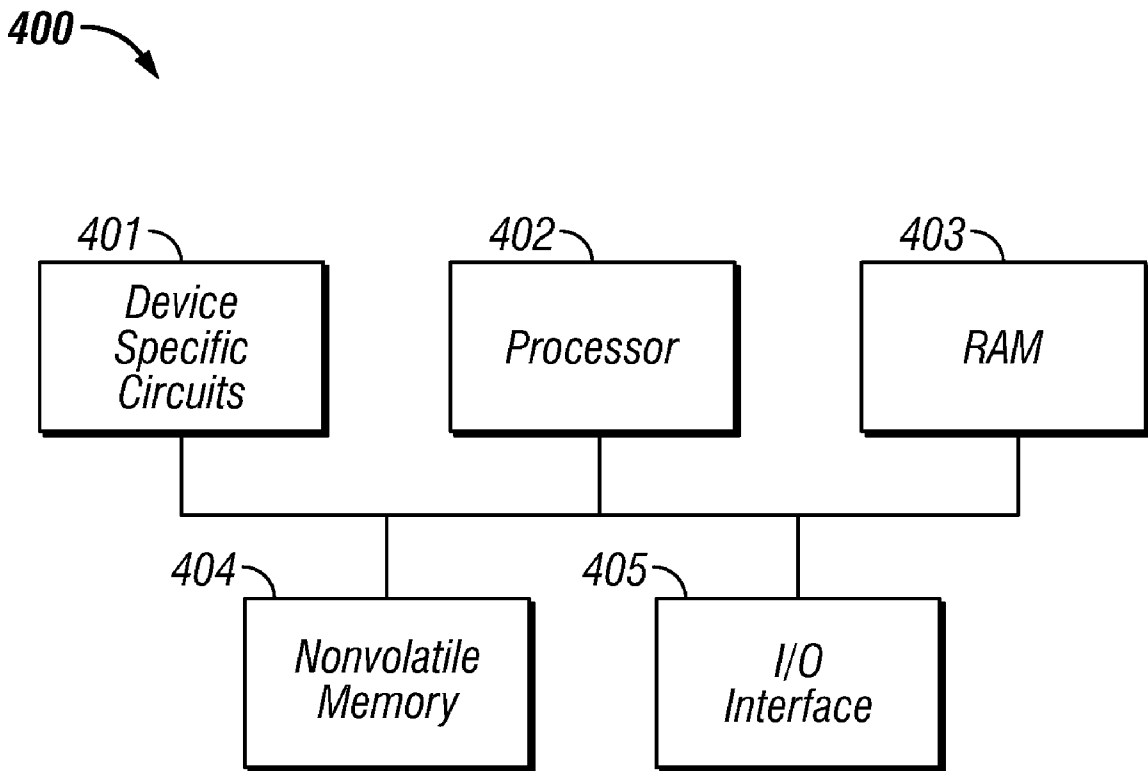 400
401
402
403
Device
Specific
Circuits
Processor
RAM
404
405
Nonvolatile
Memory
I/O
Interface